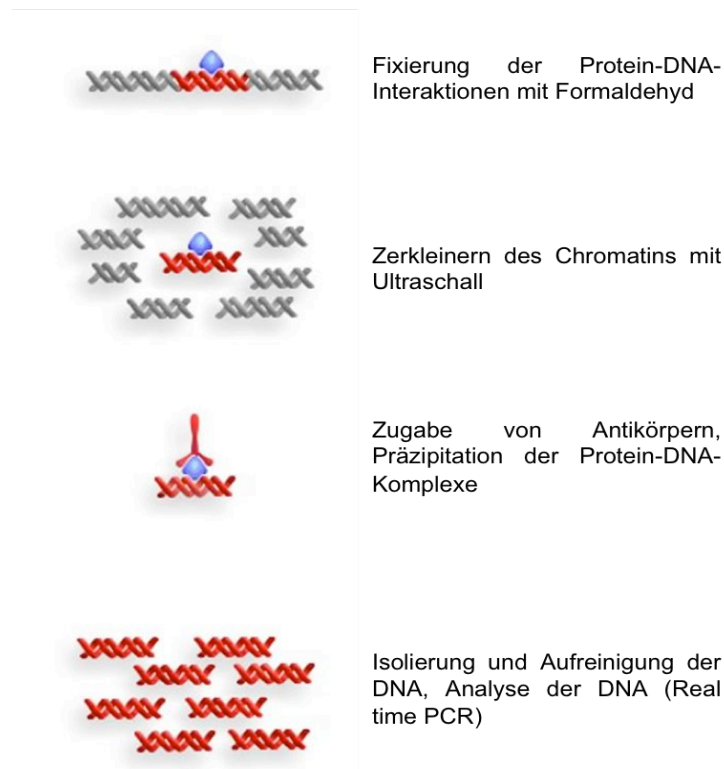 Fixierung der Protein-DNA-
Interaktionen mit Formaldehyd
Zerkleinern des Chromatins mit
Ultraschall
Zugabe von Antikörpern,
Präzipitation der Protein-DNA-
Komplexe
Isolierung und Aufreinigung der
DNA, Analyse der DNA (Real
time PCR)